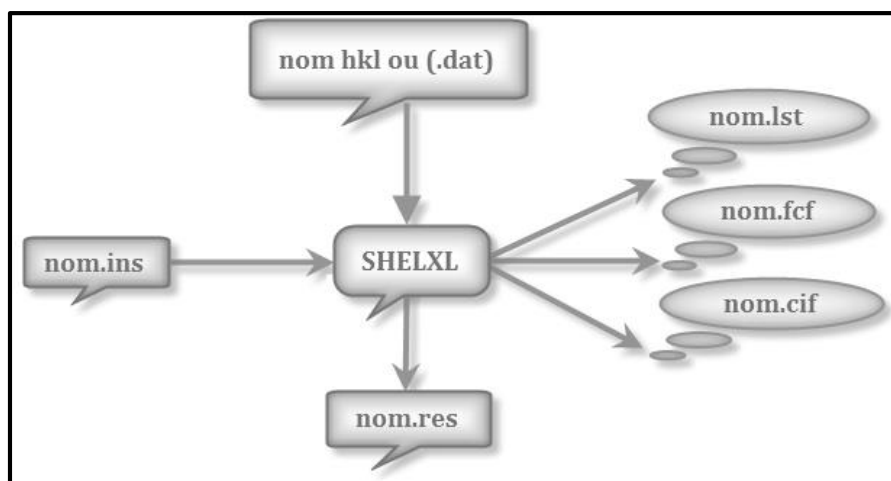 nom hkl ou (.dat)
nom.lst
nom.fcf
nom.ins
SHELXL
nom.cif
nom.res